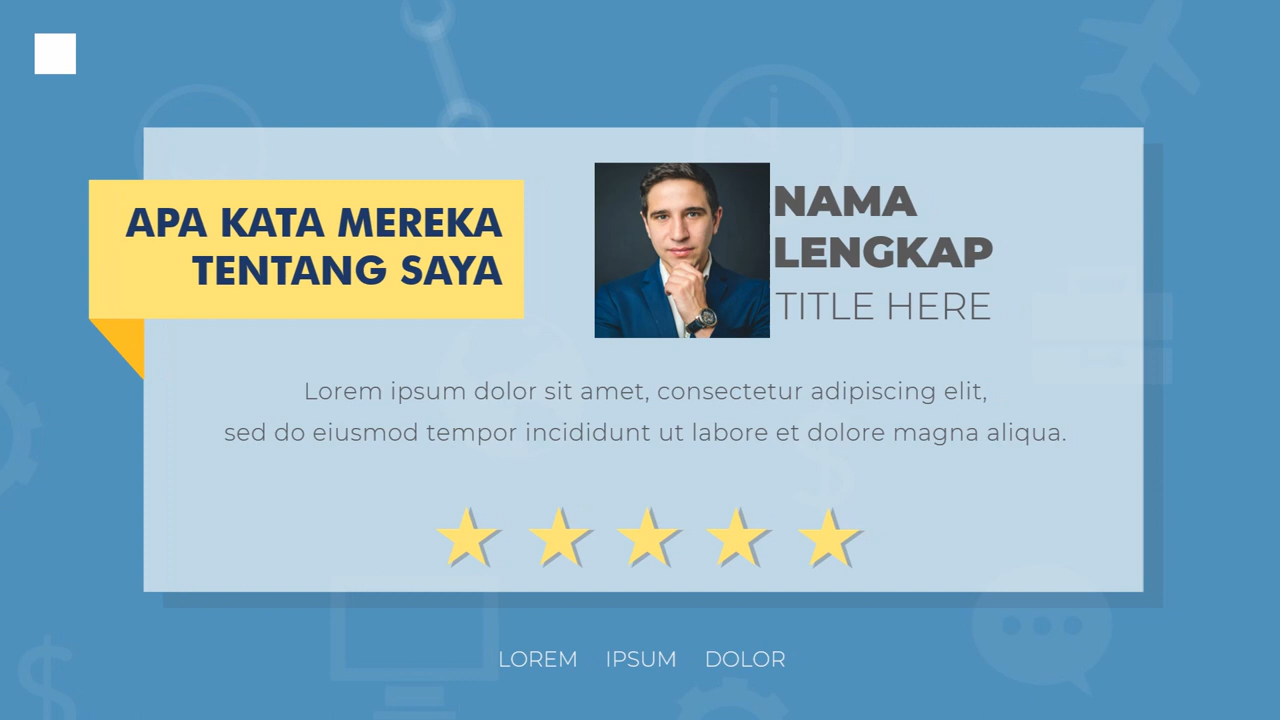 APA KATA MEREKA
TENTANG SAYA
NAMA
LENGKAP
TITLE HERE
Lorem ipsum dolor sit amet, consectetur adipiscing elit,
sed do eiusmod tempor incididunt ut labore et dolore magna aliqua.
LOREM IPSUM DOLOR